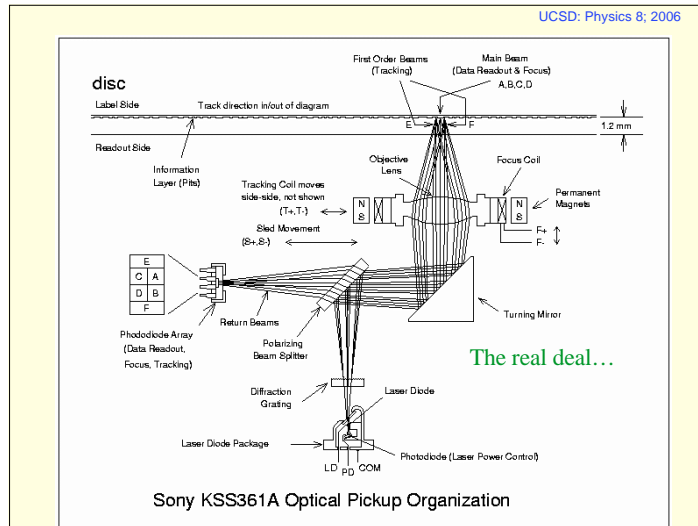 UCSD: Physics 8; 2006
First Order Beams
(Tracking)
Main Beam
(Data Readout & Focus)
A,B,C,D
disc
Label Side
Track direction in/out of diagram
E
F
1.2 mm
Readout Side
Information
Layer (Pits)
Objective
Lens
Focus Coil
Tracking Coil moves
side-side, not shown
(T+,T-)
N
S
N
S
Permanent
Magnets
Sled Movement
(S+,S-)
F+
F-
E
C
A
D
B
F
Return Beams
Turning Mirror
Phododiode Array
(Data Readout,
Focus, Tracking)
Polarizing
Beam Splitter
The real deal…
Diffraction
Grating
Laser Diode
Laser Diode Package
Photodiode (Laser Power Control)
LD
PD
COM
Sony KSS361A Optical Pickup Organization